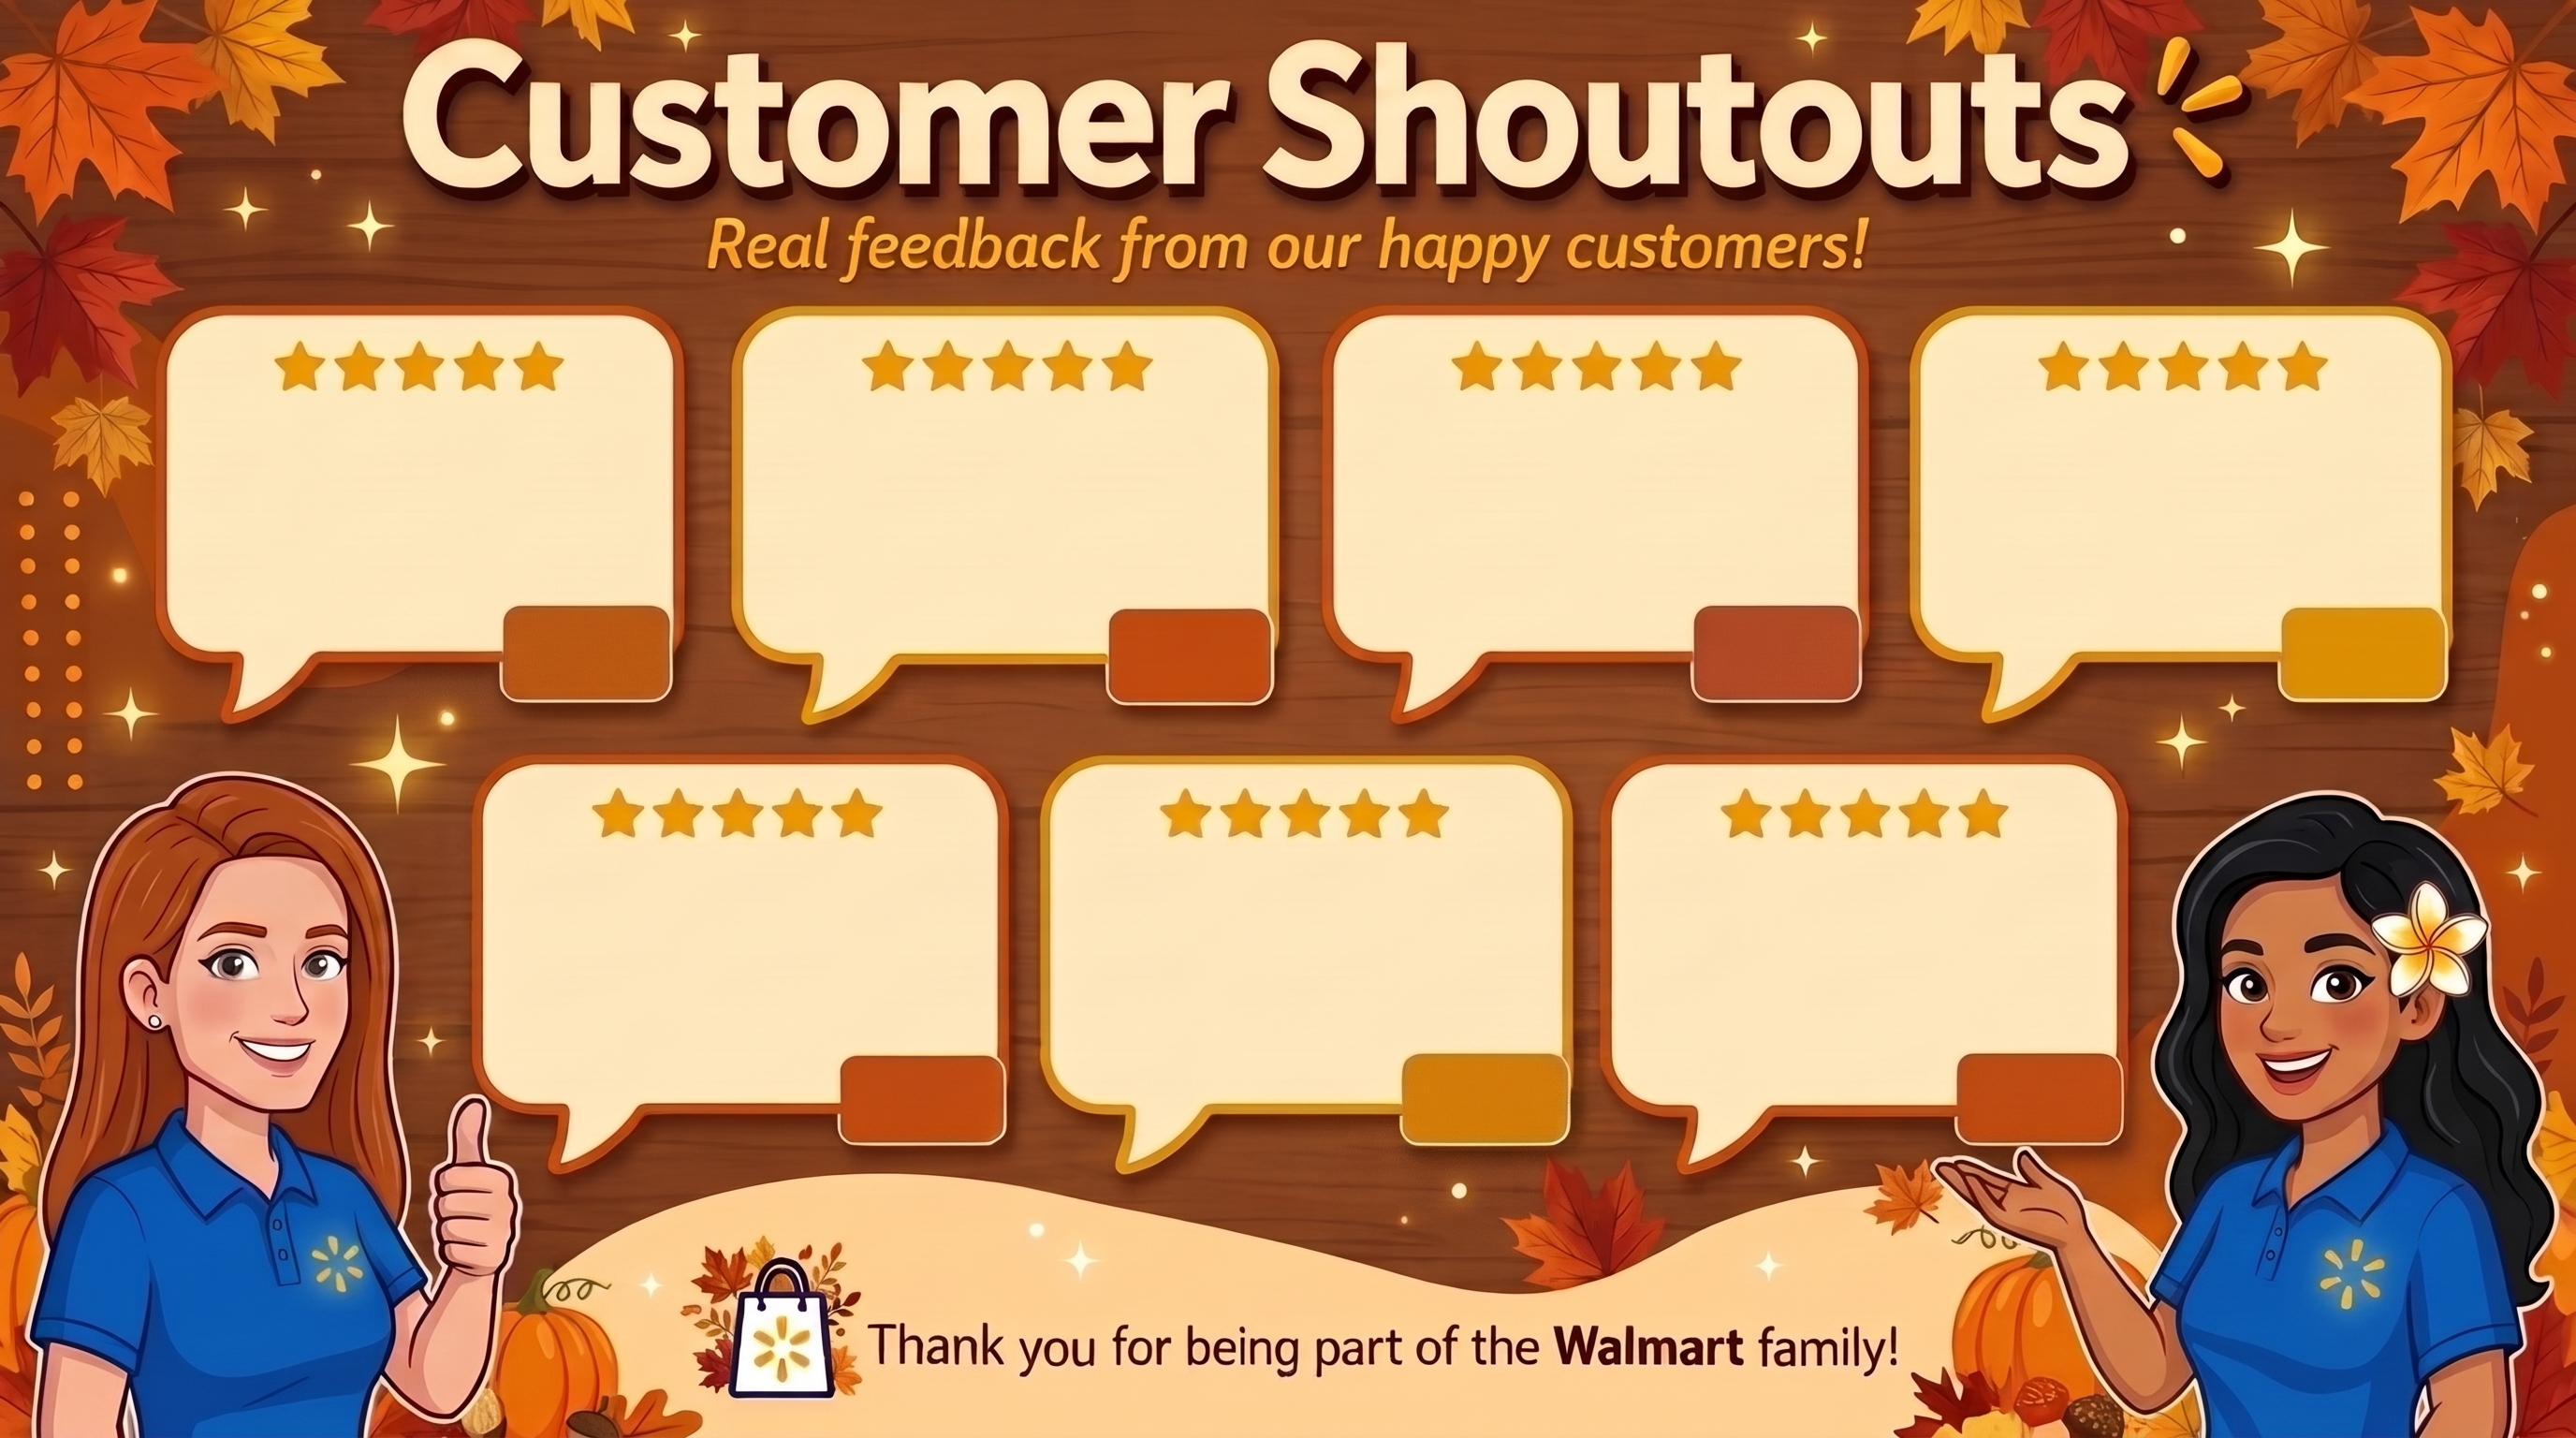 Customer Shoutouts
Real feedback from our happy customers!
Thank you for being part of the Walmart family!